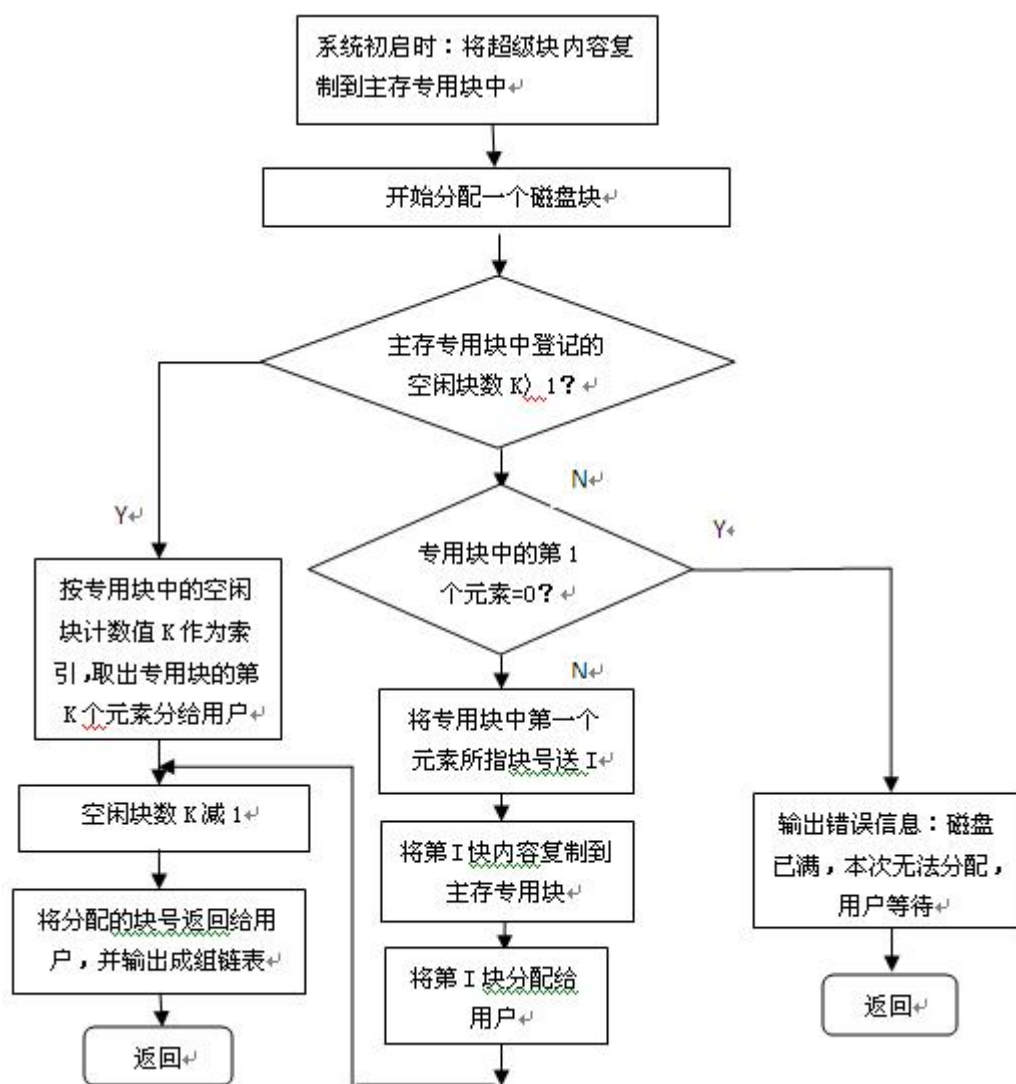 系统初启时：将超级块内容复
制到主存专用块中↵
开始分配一个磁盘块↵
主存专用块中登记的
空闲块数 K）1？↵
N↵
Y↵
专用块中的第 1
个元素=0？↵
Y↵
按专用块中的空闲
块计数值 K 作为索
引，取出专用块的第
K 个元素分给用户↵
N↵
将专用块中第一个
元素所指块号送 I↵
空闲块数 K 减 1↵
将第 I 块内容复制到
主存专用块↵
输出错误信息：磁盘
已满，本次无法分配，
用户等待↵
将分配的块号返回给用
户，并输出成组链表↵
将第 I 块分配给
用户↵
返回↵
返回↵